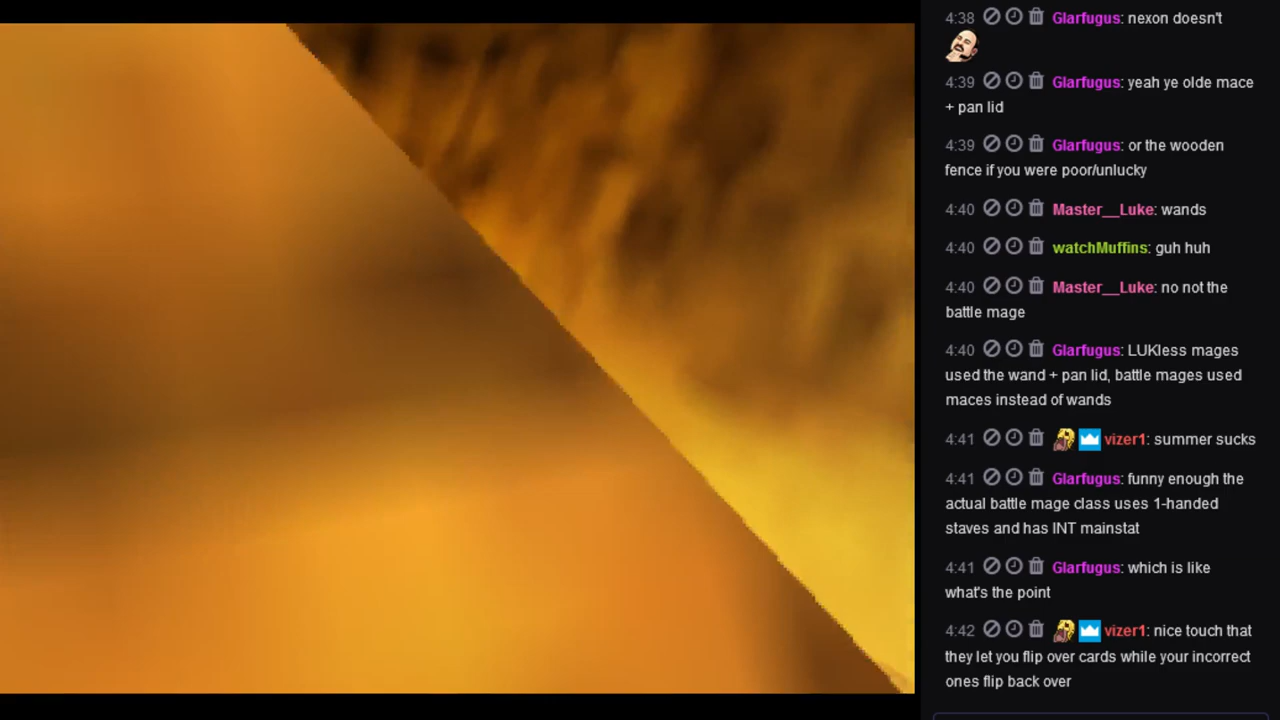 4:38 Glarfugus: nexon doesn't
4:39 Glarfugus: yeah ye olde mace
+ pan lid
4:39 Glarfugus: or the wooden
fence if you were poor/unlucky
4:40 Master__Luke: wands
4:40 watchMuffins: guh huh
4:40 Master__Luke: no not the
battle mage
4:40 Glarfugus: LUKless mages
used the wand + pan lid, battle mages used
maces instead of wands
4:41 vizer1: summer sucks
4:41 Glarfugus: funny enough the
actual battle mage class uses 1-handed
staves and has INT mainstat
4:41 Glarfugus: which is like
what's the point
4:42 vizer1: nice touch that
they let you flip over cards while your incorrect
ones flip back over